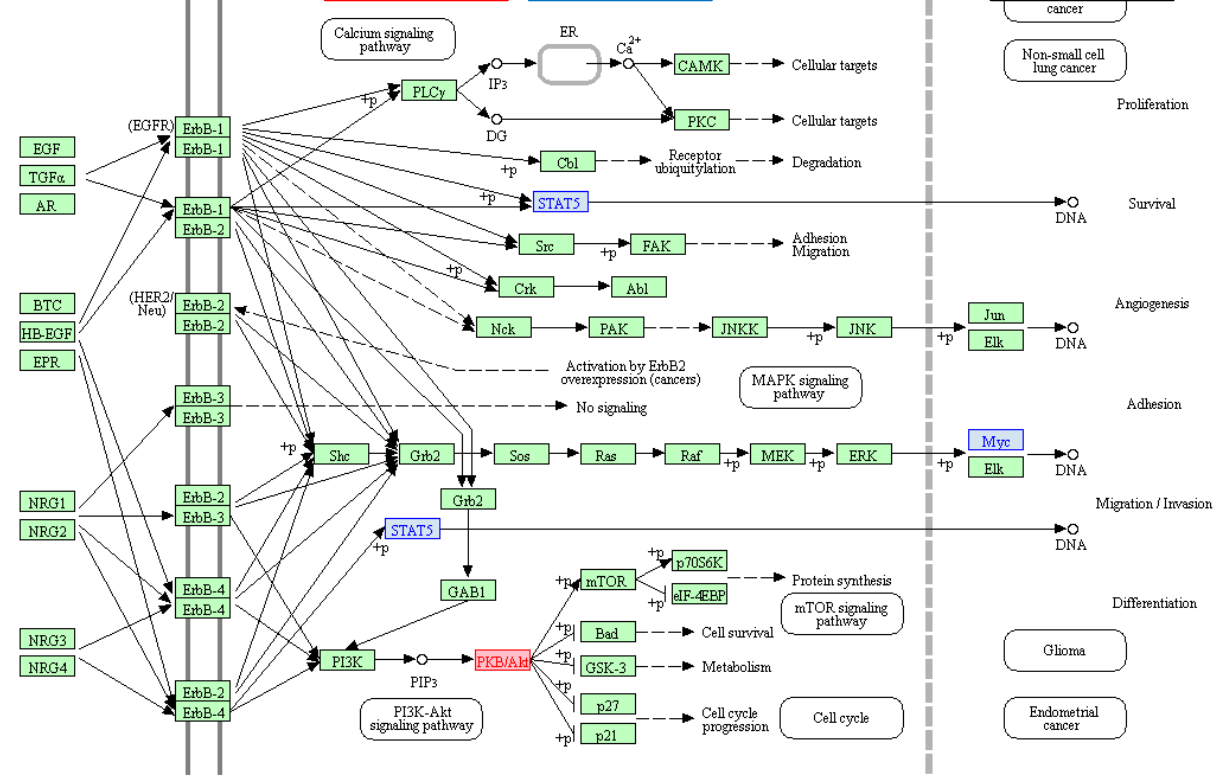 cancer
Calcium signaling
pathway
ER
Ca2+
Non-small cell
lung cancer
CAMK
Cellular targets
IP3
PLCγ
+p
Proliferation
(EGFR)
ErbB-1
ErbB-1
DG
PKC
Cellular targets
EGF
TGFα
AR
Cbl
+p
Receptor
ubiquitylation
Degradation
ErbB-1
ErbB-2
+p
STAT5
DNA
Survival
Src
+p
FAK
Adhesion
Migration
+p
Crk
Abl
BTC
HB-EGF
EPR
(HER2/
Neu)
ErbB-2
ErbB-2
Angiogenesis
Nck
PAK
JNKK
+p
JNK
+p
Jun
Elk
DNA
Activation by ErbB2
overexpression (cancers)
MAPK signaling
pathway
ErbB-3
ErbB-3
No signaling
Adhesion
+p
Shc
Grb2
Sos
Ras
Raf
+p
MEK
+p
ERK
+p
Myc
Elk
DNA
NRG1
NRG2
ErbB-2
ErbB-3
Grb2
Migration / Invasion
STAT5
+p
DNA
ErbB-4
ErbB-4
GAB1
+p
mTOR
+p
p70S6K
+p
eIF-4EBP
Protein synthesis
mTOR signaling
pathway
Differentiation
NRG3
NRG4
+p
Bad
Cell survival
PI3K
PIP3
PKB/Akt
+p
GSK-3
Metabolism
Glioma
ErbB-2
ErbB-4
PI3K-Akt
signaling pathway
+p
p27
+p
p21
Cell cycle
progression
Cell cycle
Endometrial
cancer